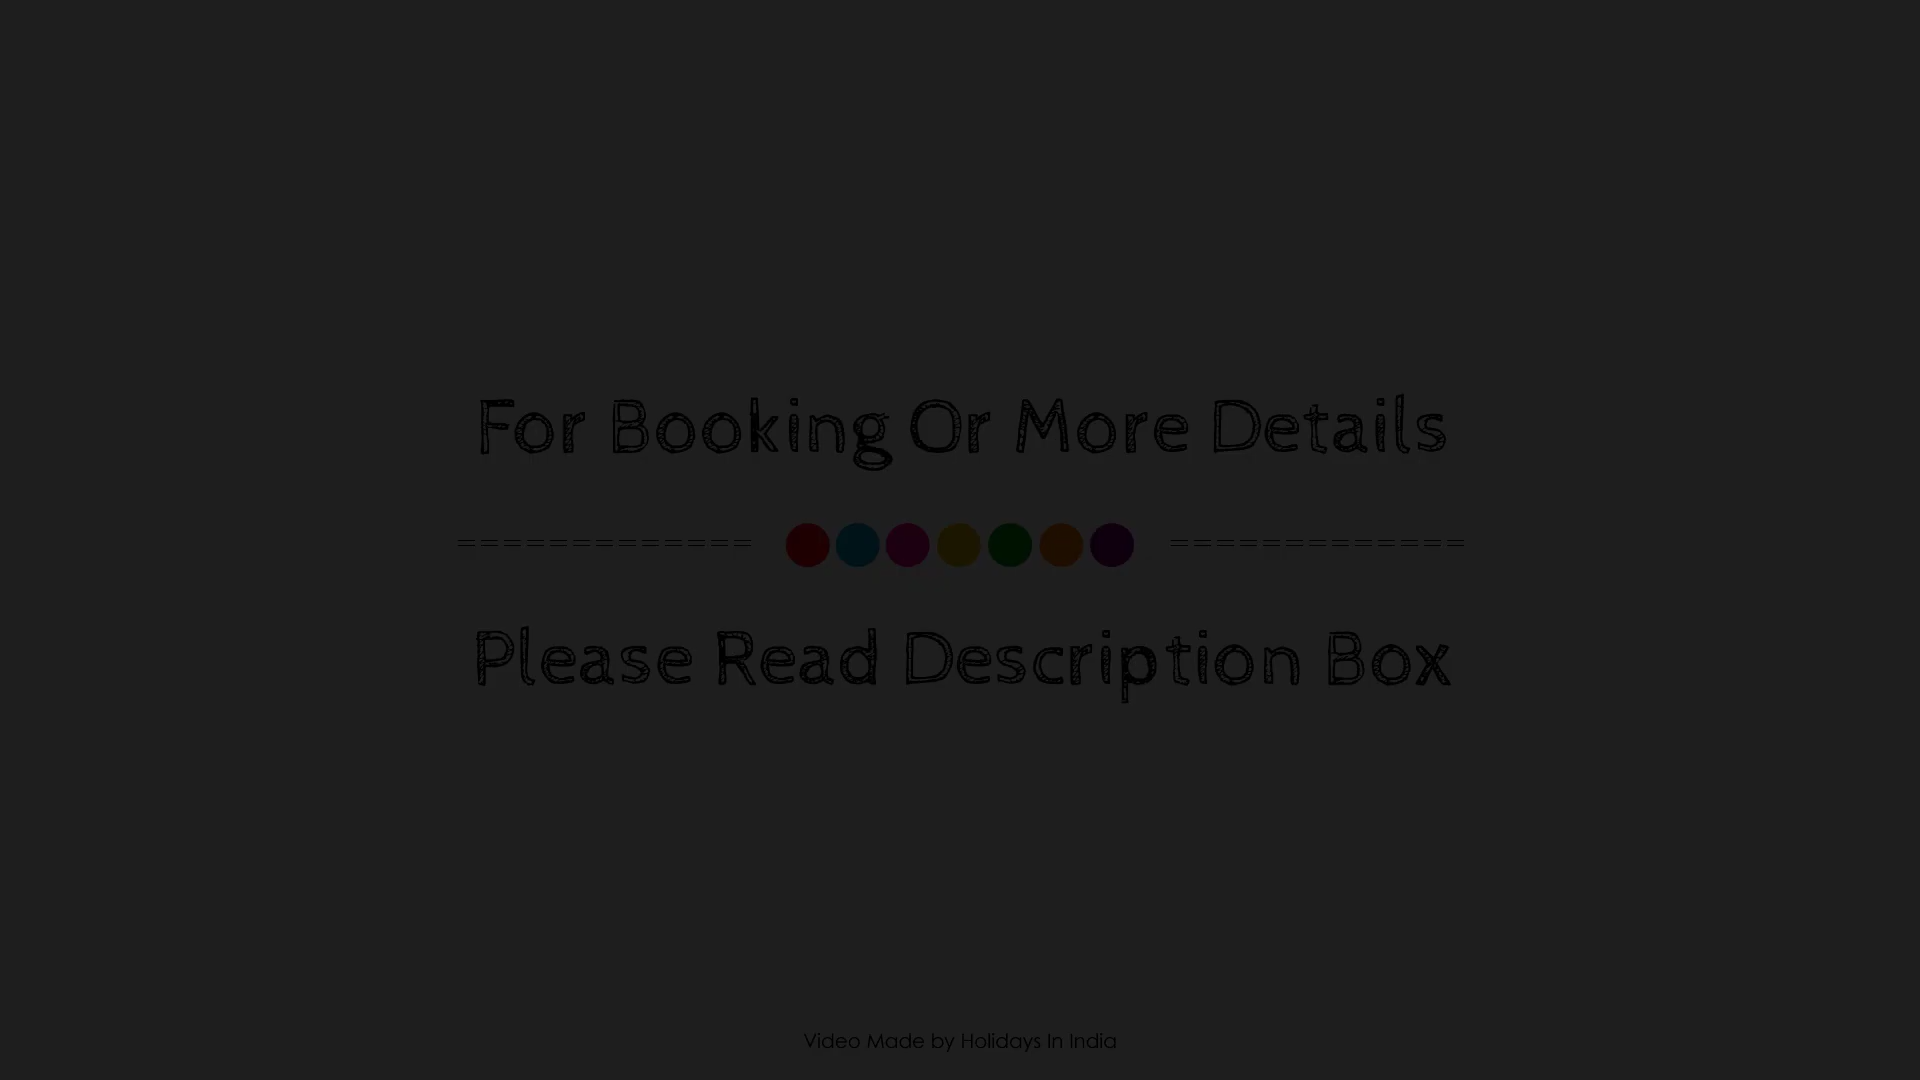 For Booking Or More Details
============= =============
Please Read Description Box
Video Made by Holidays In India